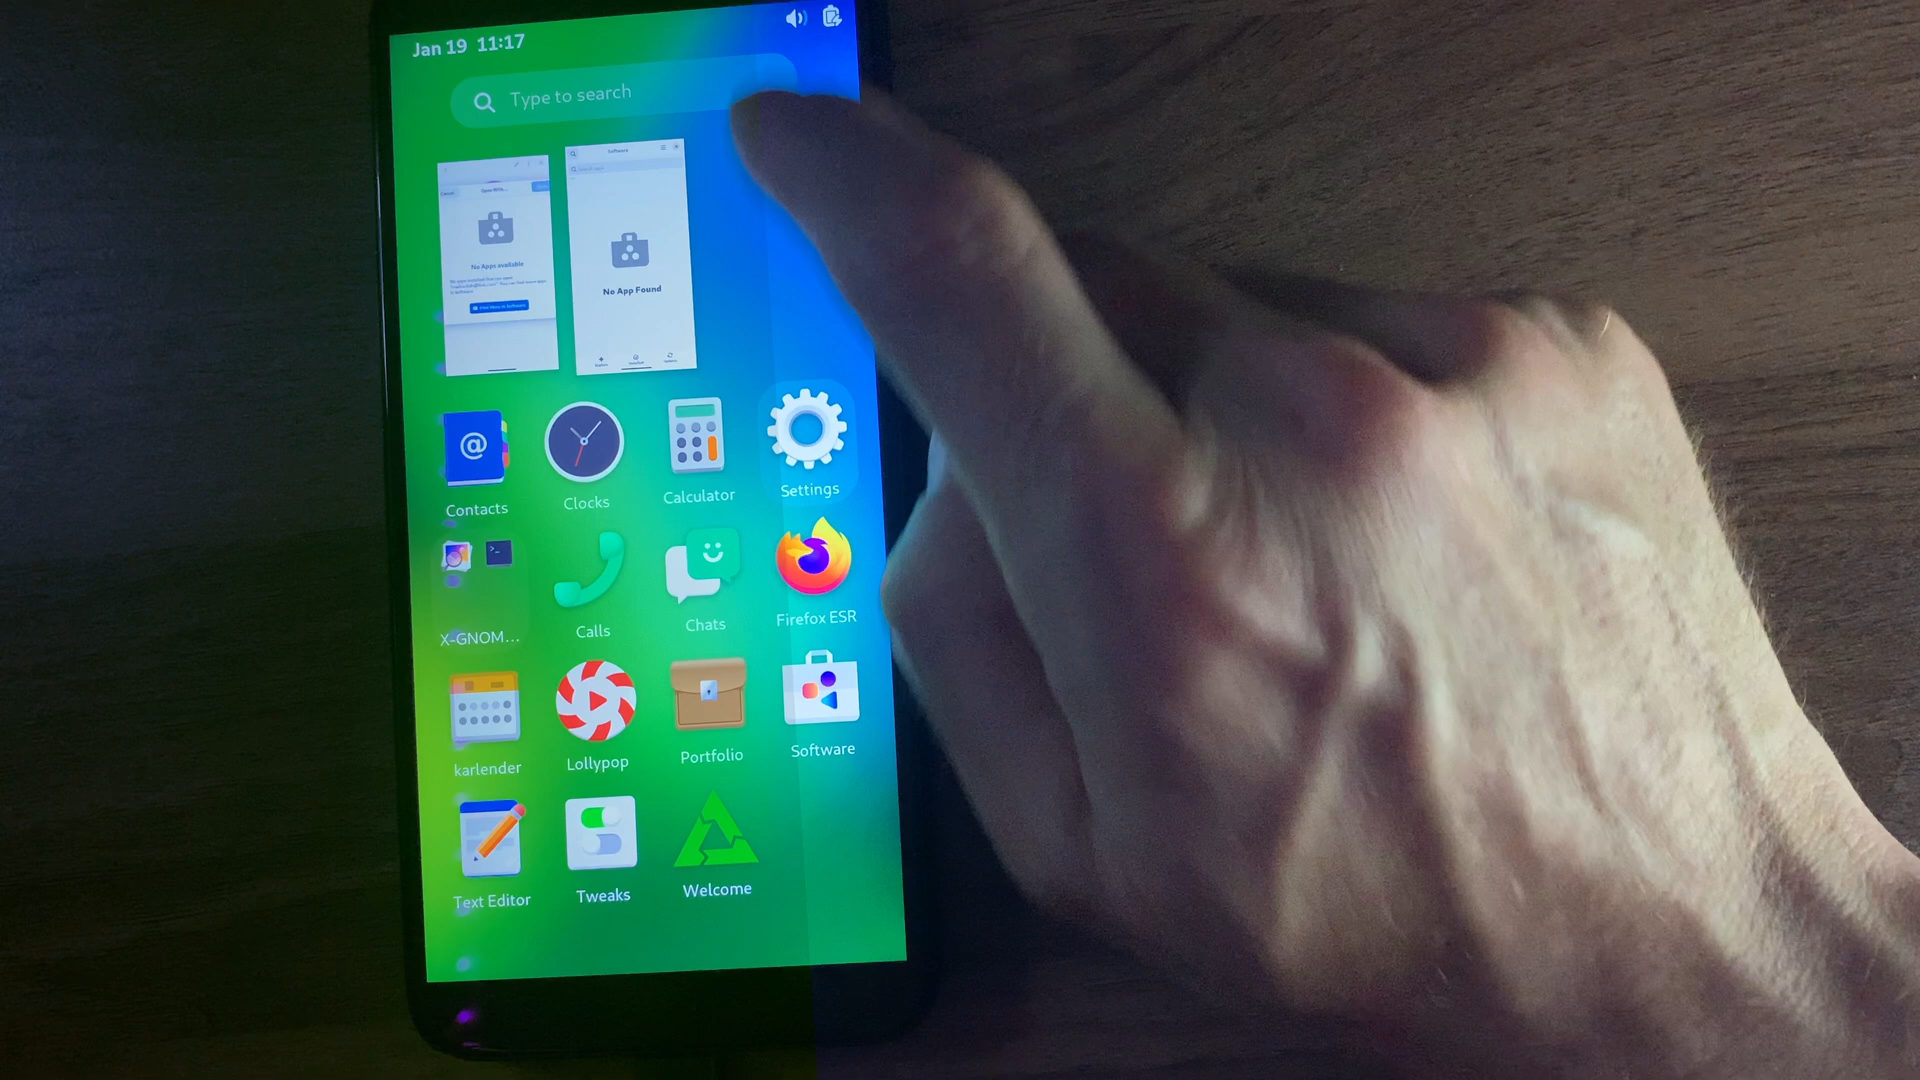 Jan 19 11:17
Type to search
Software
No Apps available
No App Found
Contacts
Clocks
Calculator
Settings
X-GNOM...
Calls
Chats
Firefox ESR
karlender
Lollypop
Portfolio
Software
Text Editor
Tweaks
Welcome